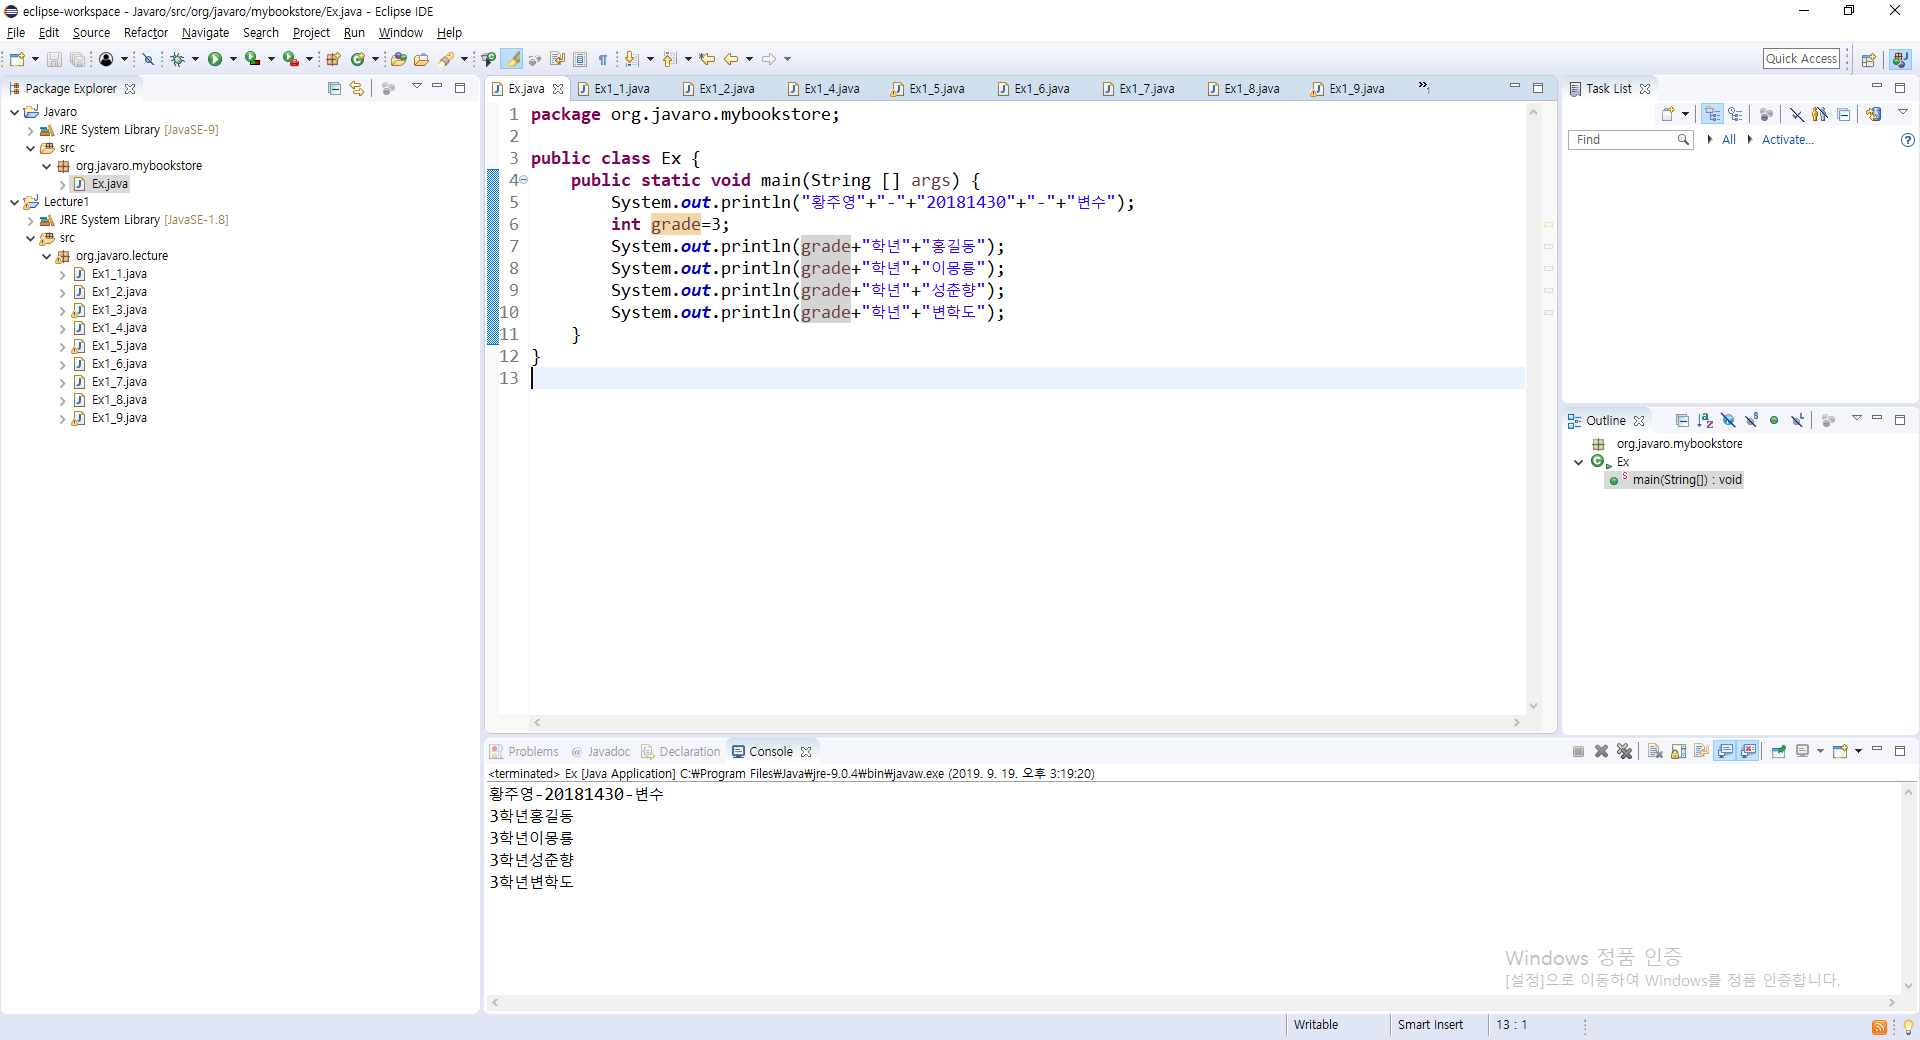 eclipse-workspace - Javaro/src/org/javaro/mybookstore/Ex.java - Eclipse IDE
File Edit Source Refactor Navigate Search Project Run Window Help
Quick Access
Package Explorer
Javaro
JRE System Library [JavaSE-9]
src
org.javaro.mybookstore
Ex.java
Lecture1
JRE System Library [JavaSE-1.8]
src
org.javaro.lecture
Ex1_1.java
Ex1_2.java
Ex1_3.java
Ex1_4.java
Ex1_5.java
Ex1_6.java
Ex1_7.java
Ex1_8.java
Ex1_9.java
Ex.java Ex1_1.java Ex1_2.java Ex1_4.java Ex1_5.java Ex1_6.java Ex1_7.java Ex1_8.java Ex1_9.java »1
1 package org.javaro.mybookstore;
2
3 public class Ex {
4 public static void main(String [] args) {
5 System.out.println("황주영"+"-"+"20181430"+"-"+"변수");
6 int grade=3;
7 System.out.println(grade+"학년"+"홍길동");
8 System.out.println(grade+"학년"+"이몽룡");
9 System.out.println(grade+"학년"+"성춘향");
10 System.out.println(grade+"학년"+"변학도");
11 }
12 }
13
Task List
Find All Activate...
Outline
org.javaro.mybookstore
Ex
main(String[]) : void
Problems @ Javadoc Declaration Console
<terminated> Ex [Java Application] C:₩Program Files₩Java₩jre-9.0.4₩bin₩javaw.exe (2019. 9. 19. 오후 3:19:20)
황주영-20181430-변수
3학년홍길동
3학년이몽룡
3학년성춘향
3학년변학도
Windows 정품 인증
[설정]으로 이동하여 Windows를 정품 인증합니다.
Writable Smart Insert 13 : 1